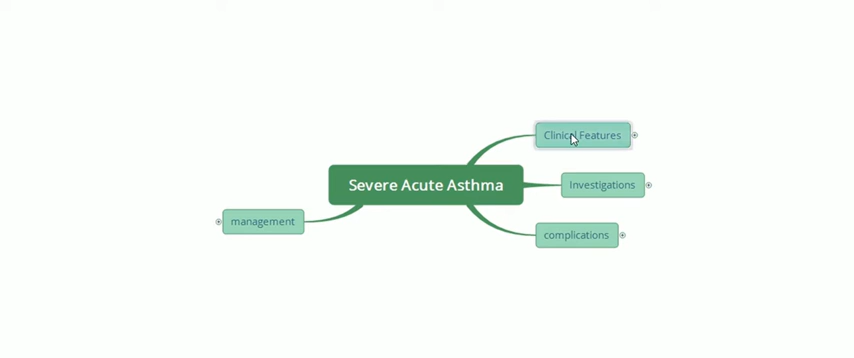 Clinical Features
Severe Acute Asthma
Investigations
management
complications